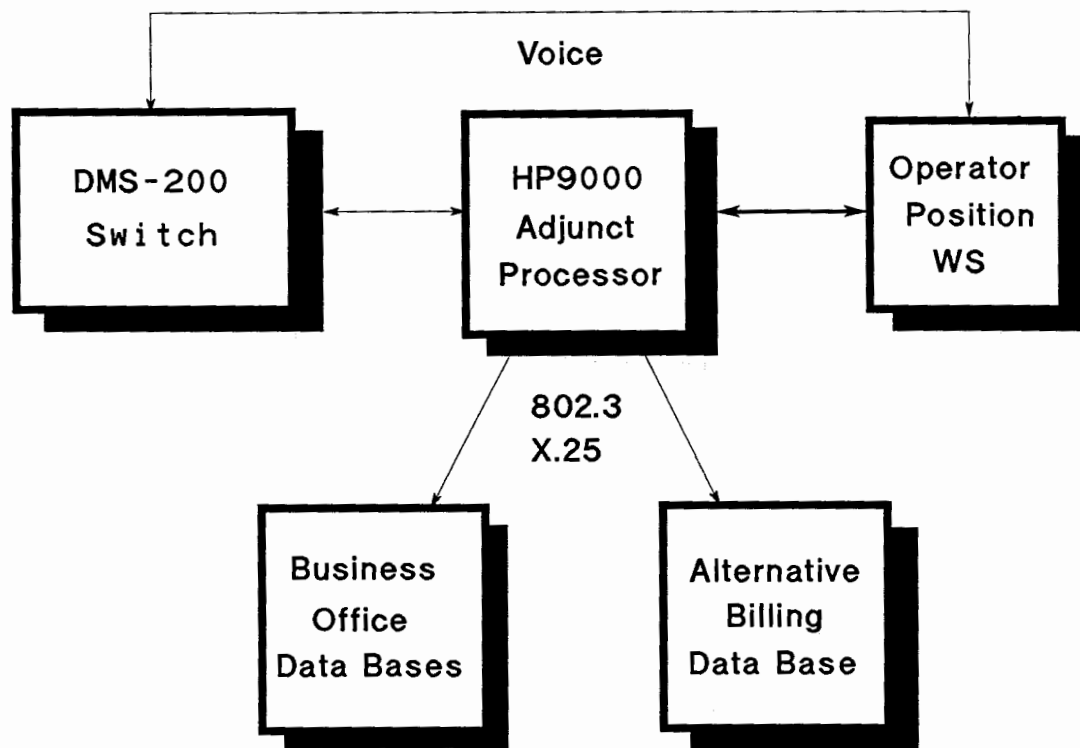 Voice
DMS-200
Switch
HP9000
Adjunct
Processor
Operator
Position
WS
802.3
X.25
Business
Office
Data Bases
Alternative
Billing
Data Base